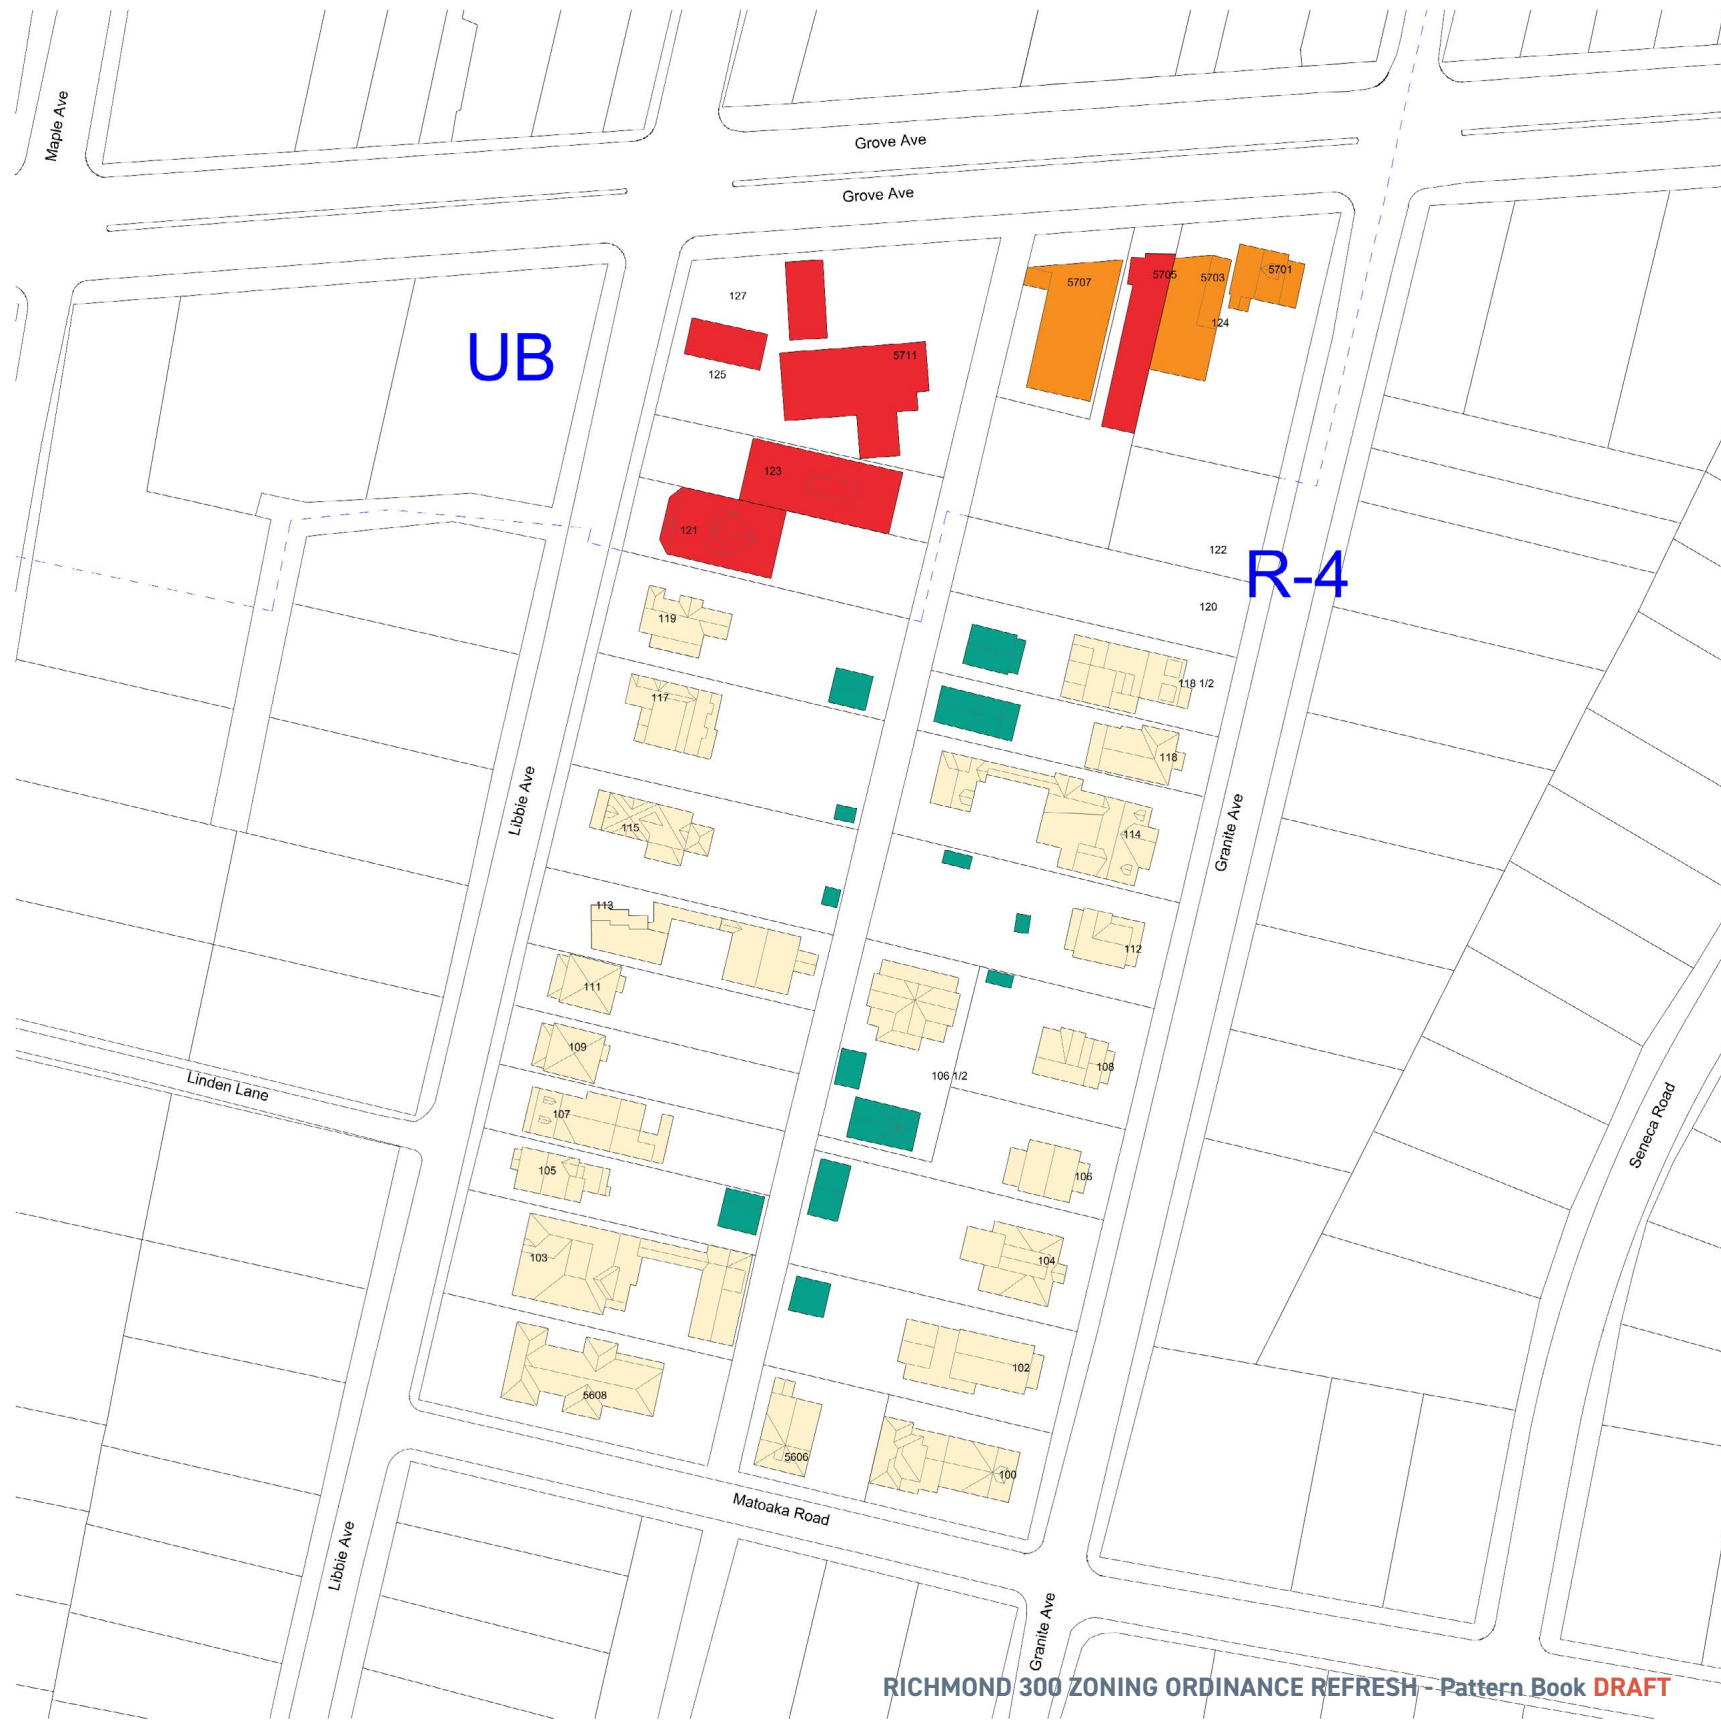 Maple Ave
Grove Ave
Grove Ave
UB
127
125
5711
5707
5705
5703
5701
124
123
121
122
R-4
120
119
117
118 1/2
116
115
114
Libbie Ave
Granite Ave
113
112
111
109
108
106 1/2
107
106
105
104
103
102
5608
5606
100
Linden Lane
Seneca Road
Matoaka Road
Libbie Ave
Granite Ave
RICHMOND 300 ZONING ORDINANCE REFRESH - Pattern Book DRAFT